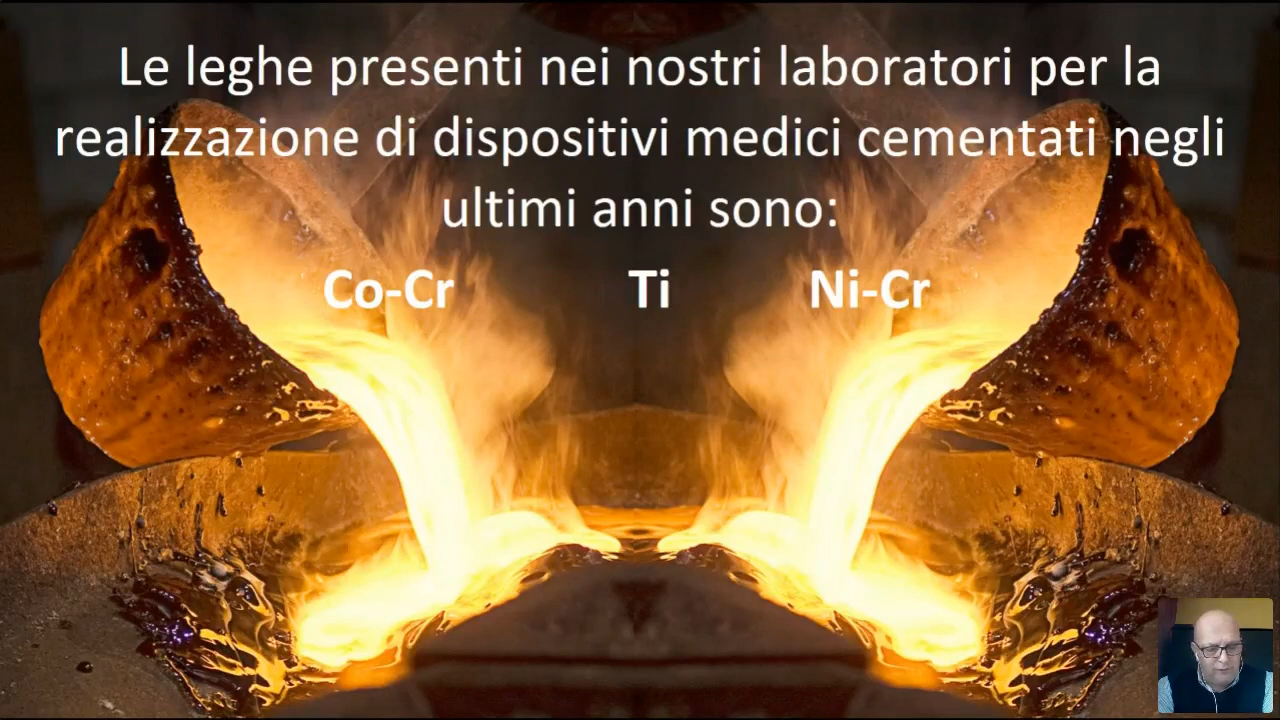 Le leghe presenti nei nostri laboratori per la
realizzazione di dispositivi medici cementati negli
ultimi anni sono:
Co-Cr Ti Ni-Cr